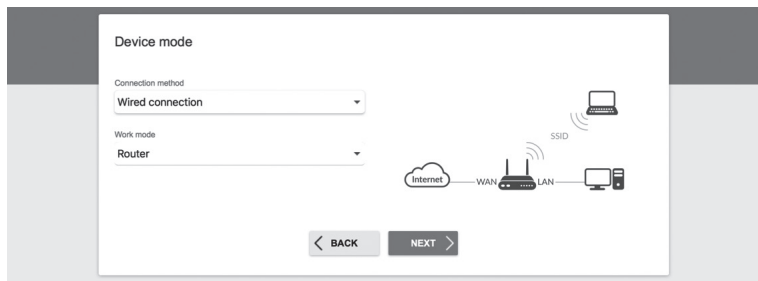 Device mode
Connection method
Wired connection
Work mode
Router
SSID
Internet
WAN
LAN
BACK
NEXT